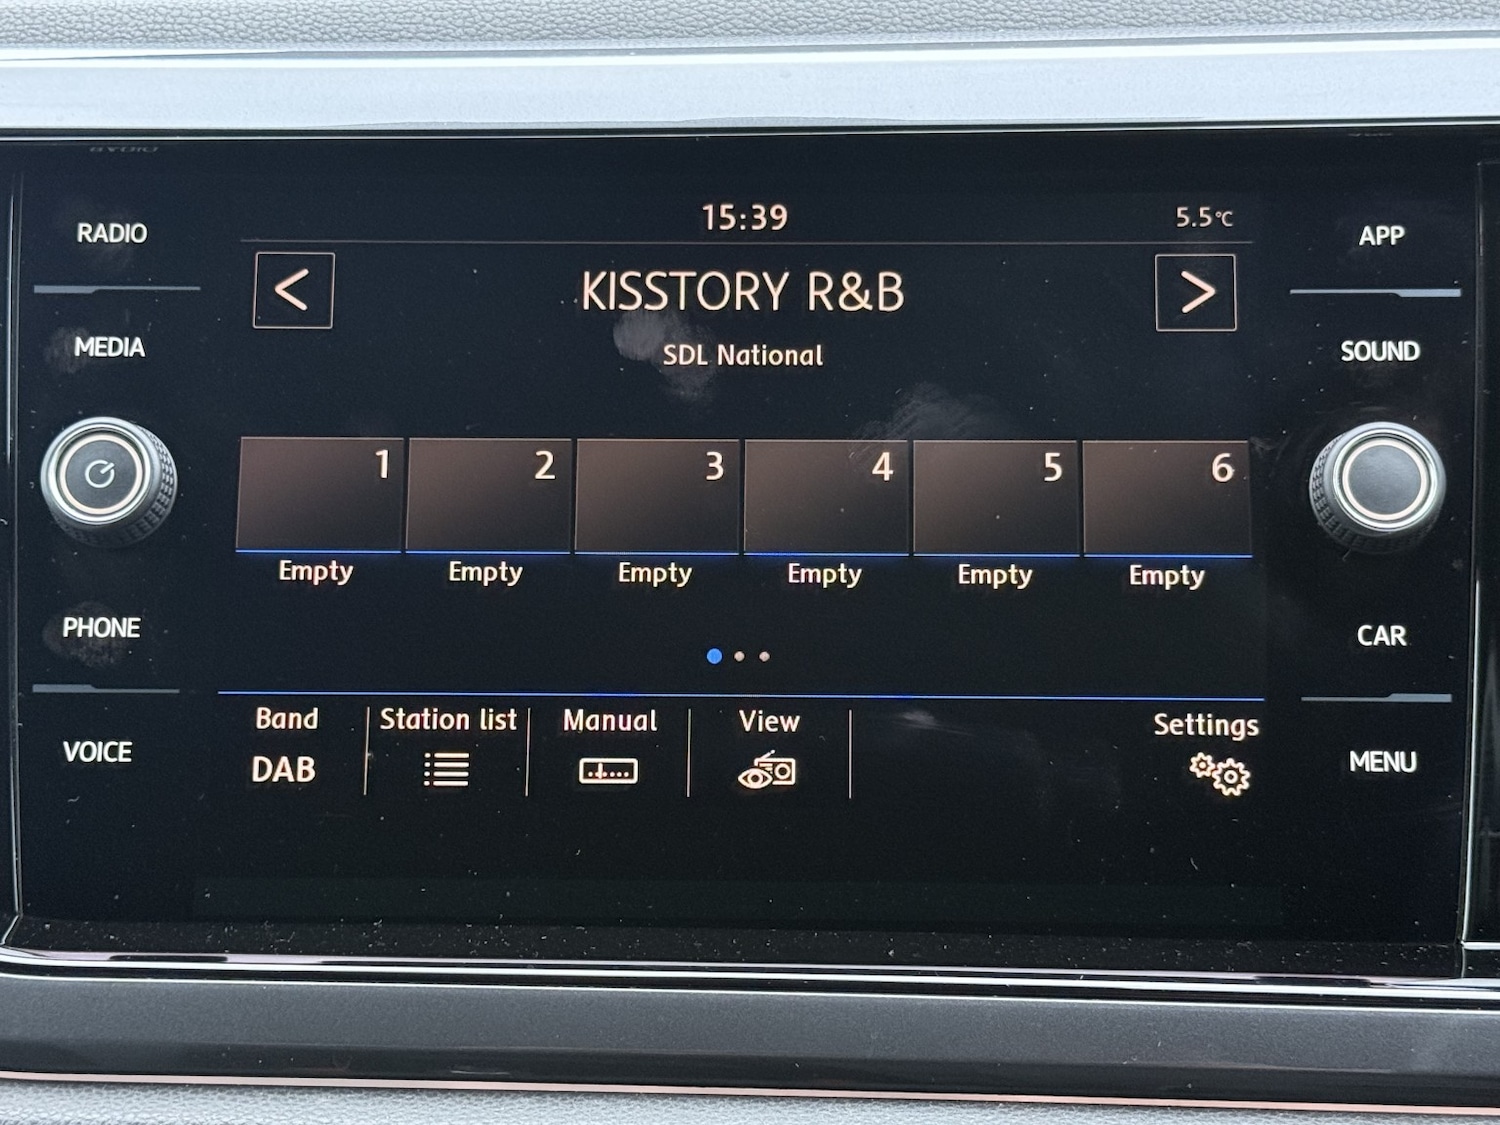 RADIO
MEDIA
PHONE
VOICE
15:39
5.5°C
<
KISSTORY R&B
>
SDL National
1 2 3 4 5 6
Empty Empty Empty Empty Empty Empty
Band Station list Manual View Settings
DAB
APP
SOUND
CAR
MENU